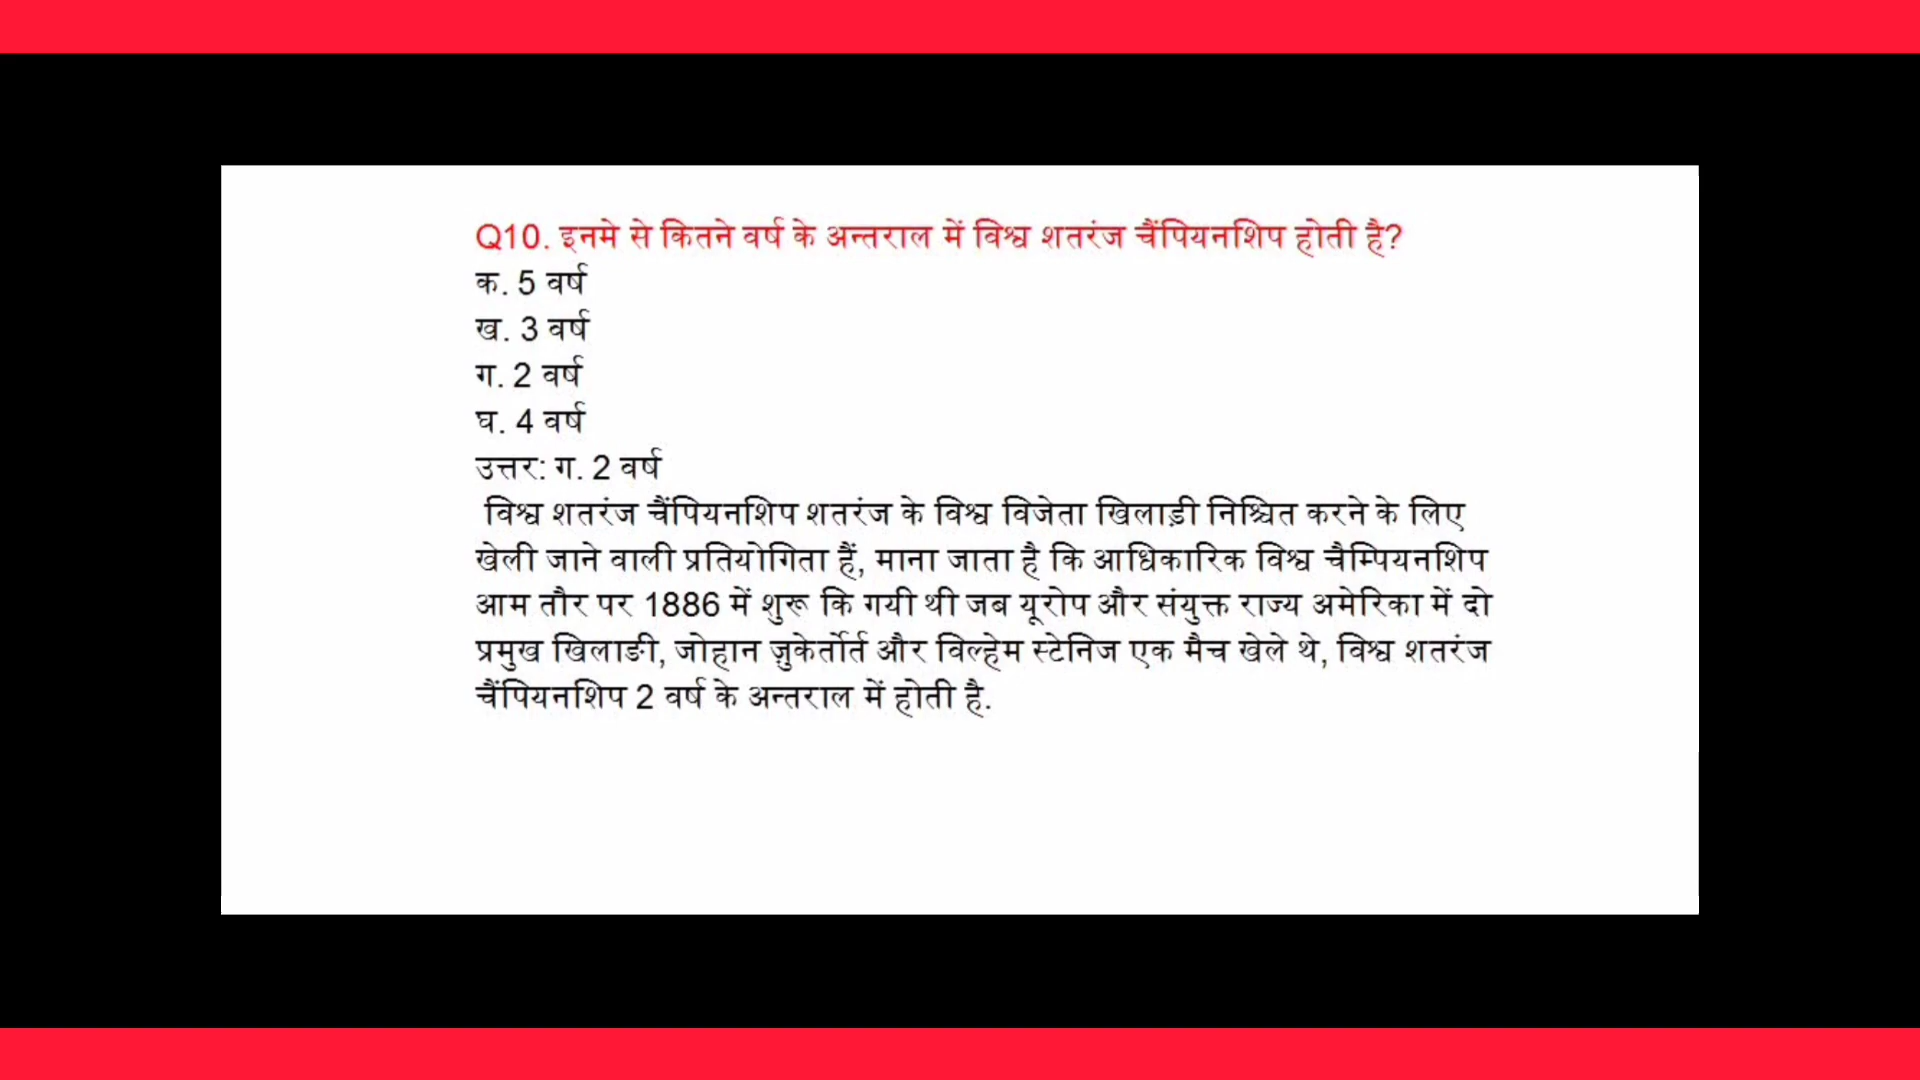 Q10. इनमे से कितने वर्ष के अन्तराल में विश्व शतरंज चैंपियनशिप होती है?
क. 5 वर्ष
ख. 3 वर्ष
ग. 2 वर्ष
घ. 4 वर्ष
उत्तर: ग. 2 वर्ष
विश्व शतरंज चैंपियनशिप शतरंज के विश्व विजेता खिलाड़ी निश्चित करने के लिए
खेली जाने वाली प्रतियोगिता हैं, माना जाता है कि आधिकारिक विश्व चैम्पियनशिप
आम तौर पर 1886 में शुरू कि गयी थी जब यूरोप और संयुक्त राज्य अमेरिका में दो
प्रमुख खिलाङी, जोहान ज़ुकेर्तोर्त और विल्हेम स्टेनिज एक मैच खेले थे, विश्व शतरंज
चैंपियनशिप 2 वर्ष के अन्तराल में होती है.